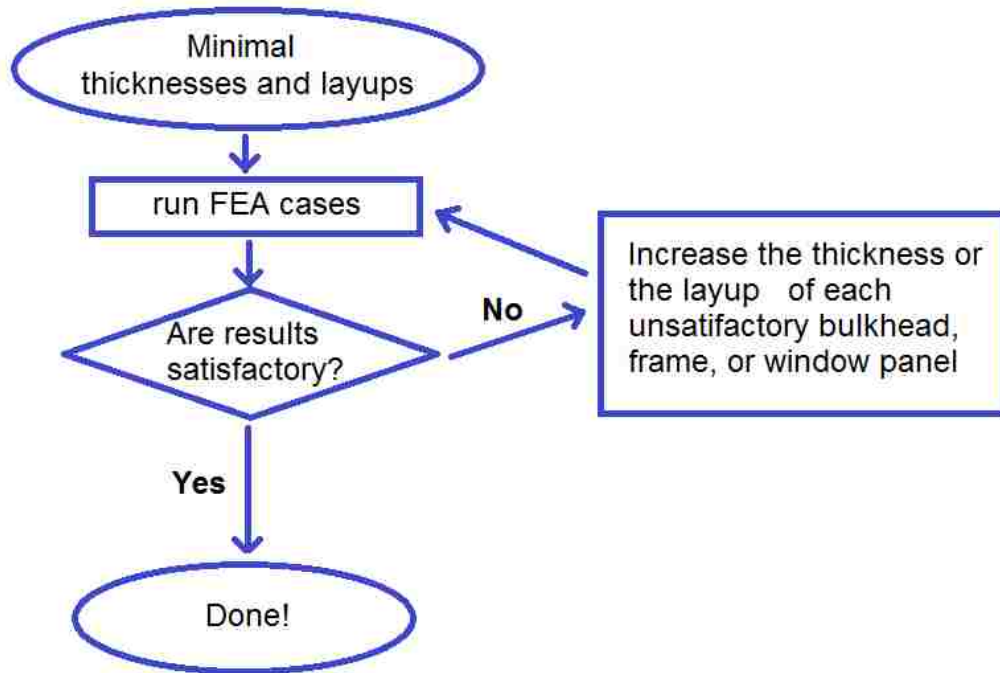 Minimal
thicknesses and layups
run FEA cases
Are results
satisfactory?
No
Increase the thickness or
the layup of each
unsatifactory bulkhead,
frame, or window panel
Yes
Done!